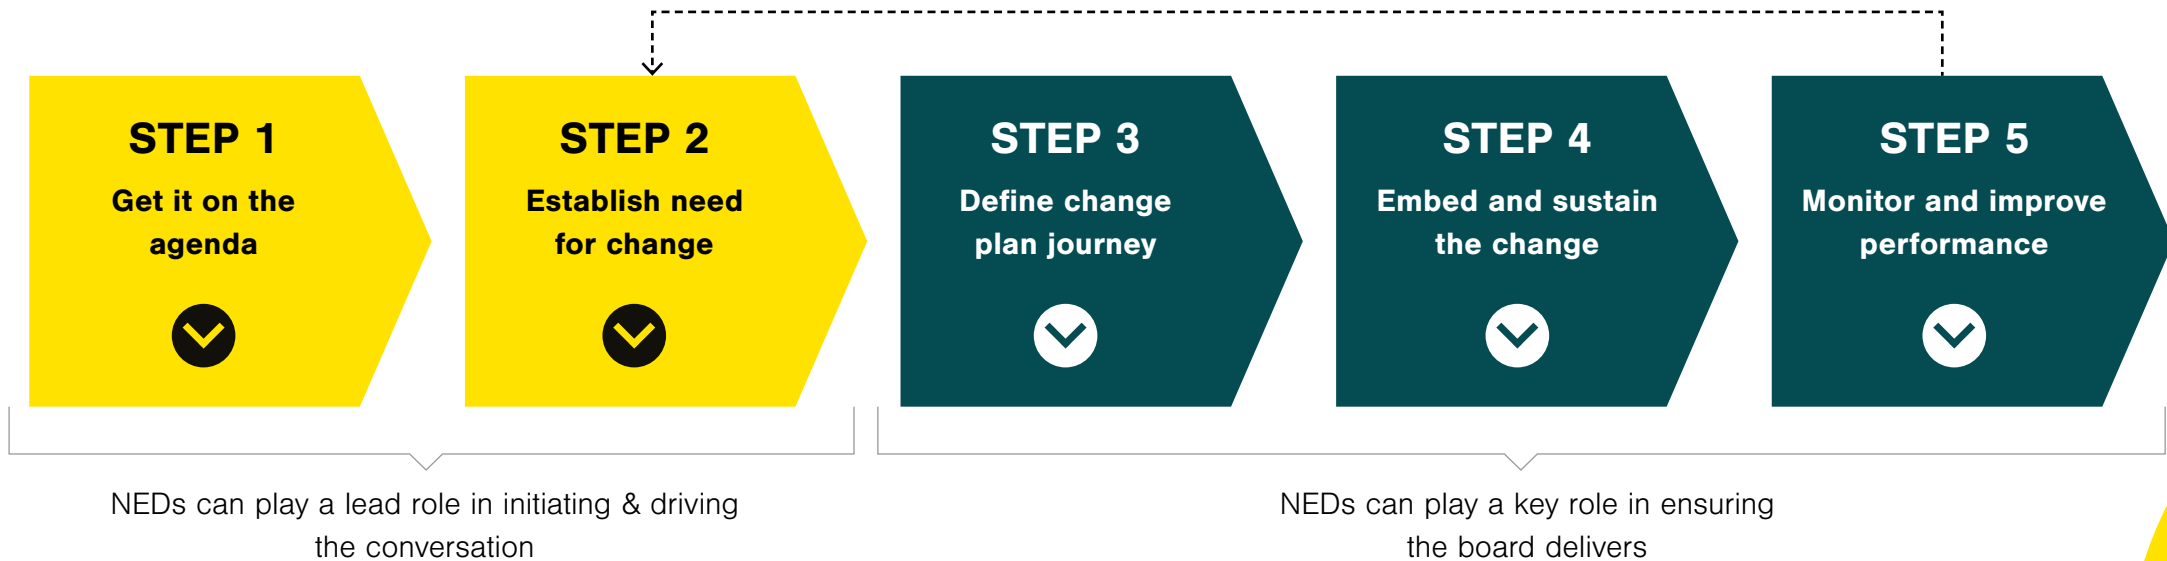 STEP 1
Get it on the
agenda
STEP 2
Establish need
for change
STEP 3
Define change
plan journey
STEP 4
Embed and sustain
the change
STEP 5
Monitor and improve
performance
NEDs can play a lead role in initiating & driving
the conversation
NEDs can play a key role in ensuring
the board delivers